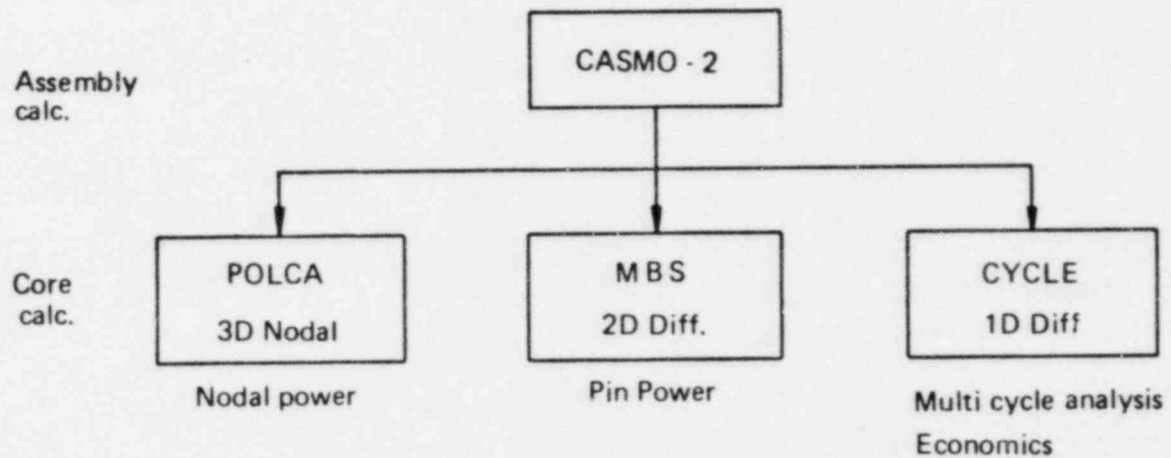 Assembly
calc.
CASMO - 2
Core
calc.
POLCA
3D Nodal
Nodal power
MBS
2D Diff.
Pin Power
CYCLE
1D Diff
Multi cycle analysis
Economics